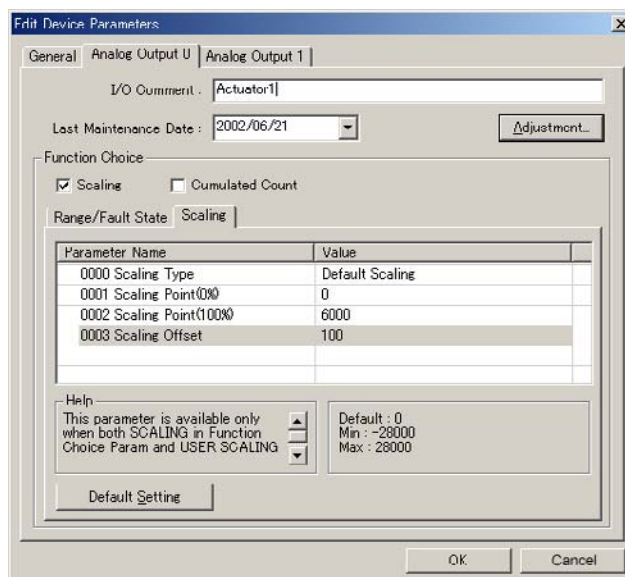 Edit Device Parameters
General
Analog Output 0
Analog Output 1
I/O Comment :
Actuator1
Last Maintenance Date :
2002/06/21
Adjustment...
Function Choice
Scaling
Cumulated Count
Range/Fault State
Scaling
Parameter Name
Value
0000 Scaling Type
Default Scaling
0001 Scaling Point(0%)
0
0002 Scaling Point(100%)
6000
0003 Scaling Offset
100
Help
This parameter is available only
when both SCALING in Function
Choice Param and USER SCALING
Default : 0
Min : -28000
Max : 28000
Default Setting
OK
Cancel